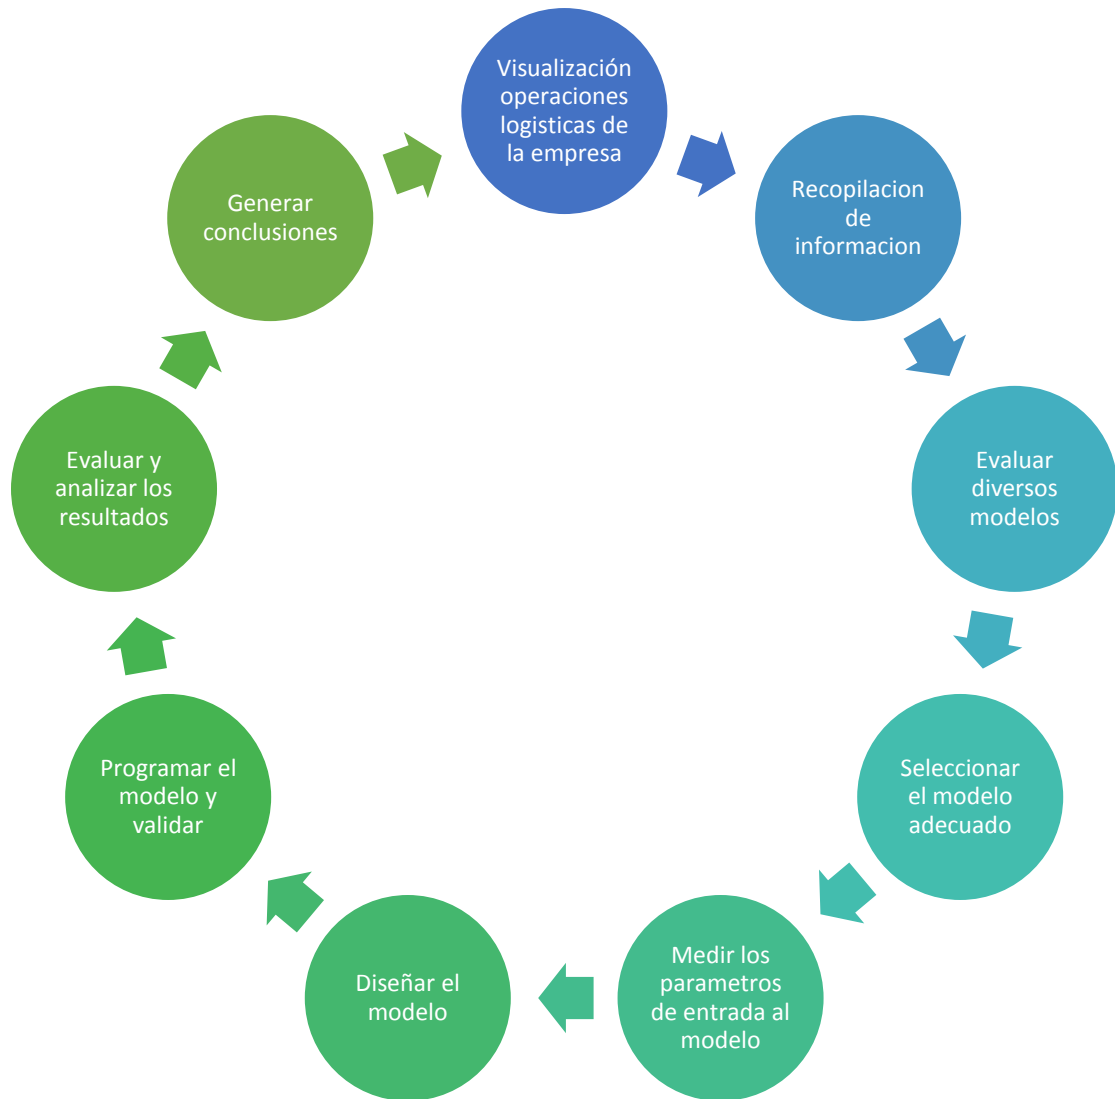 Visualización
operaciones
logisticas de
la empresa
Recopilacion
de
informacion
Evaluar
diversos
modelos
Seleccionar
el modelo
adecuado
Medir los
parametros
de entrada al
modelo
Diseñar el
modelo
Programar el
modelo y
validar
Evaluar y
analizar los
resultados
Generar
conclusiones